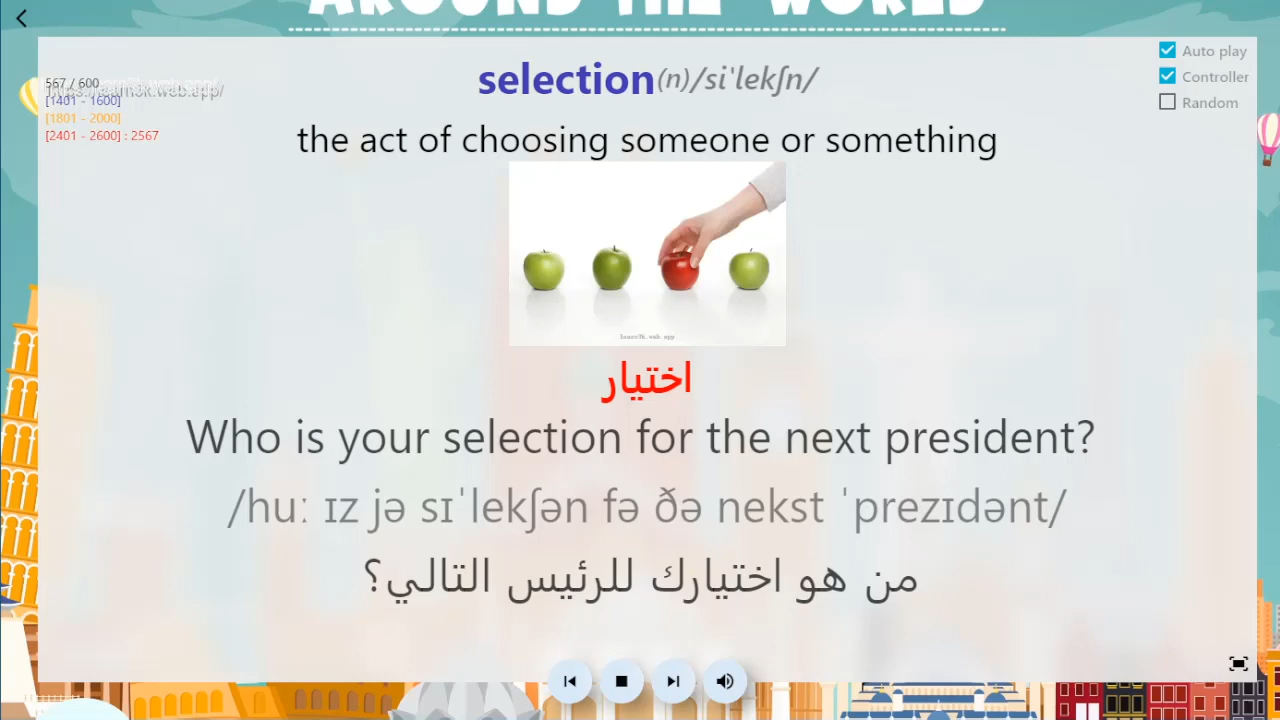 AROUND THE WORLD
Auto play
Controller
Random
567 / 600
[1401 - 1600]
[1801 - 2000]
[2401 - 2600] : 2567
selection(n)/si'lekʃn/
the act of choosing someone or something
اختيار
Who is your selection for the next president?
/huː ɪz jə sɪˈlekʃən fə ðə nekst ˈprezɪdənt/
من هو اختيارك للرئيس التالي؟